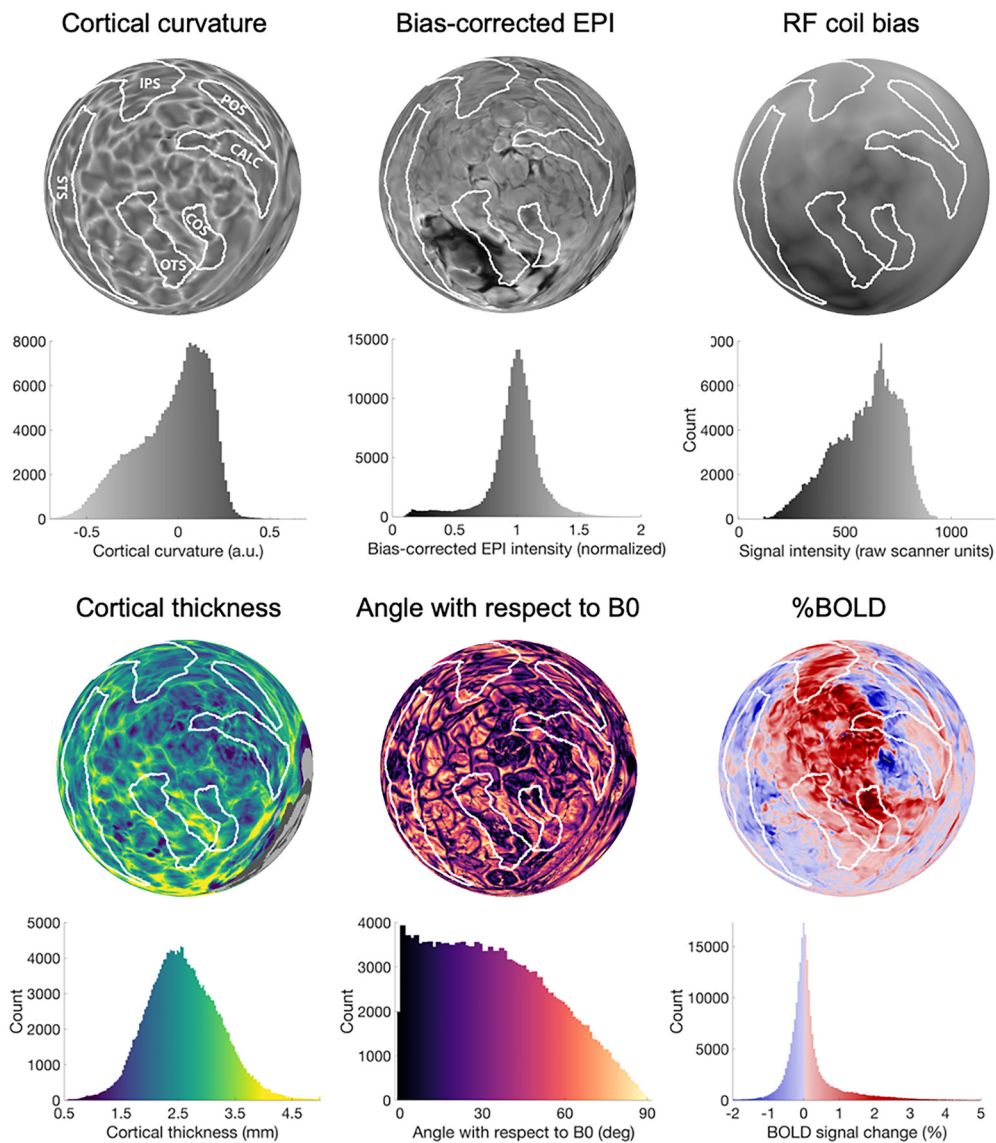 Cortical curvature
Bias-corrected EPI
RF coil bias
IPS
POS
CALC
STS
COS
OTS
8000
6000
4000
2000
0
-0.5
0
0.5
Cortical curvature (a.u.)
15000
10000
5000
0
0
0.5
1
1.5
2
Bias-corrected EPI intensity (normalized)
Count
6000
4000
2000
0
0
500
1000
Signal intensity (raw scanner units)
Cortical thickness
Angle with respect to B0
%BOLD
Count
5000
4000
3000
2000
1000
0
0.5
1.5
2.5
3.5
4.5
Cortical thickness (mm)
Count
4000
3000
2000
1000
0
0
30
60
90
Angle with respect to B0 (deg)
Count
15000
10000
5000
0
-2
-1
0
1
2
3
4
5
BOLD signal change (%)